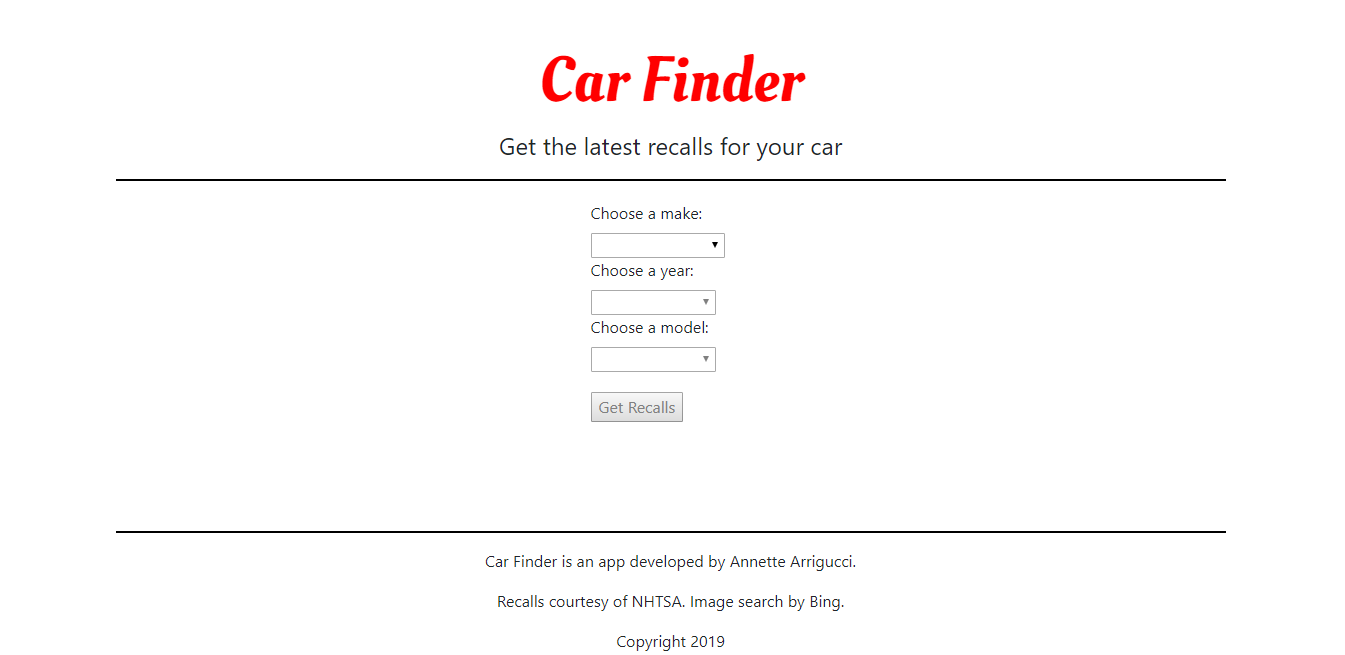 Car Finder
Get the latest recalls for your car
Choose a make:
Choose a year:
Choose a model:
Get Recalls
Car Finder is an app developed by Annette Arrigucci.
Recalls courtesy of NHTSA. Image search by Bing.
Copyright 2019